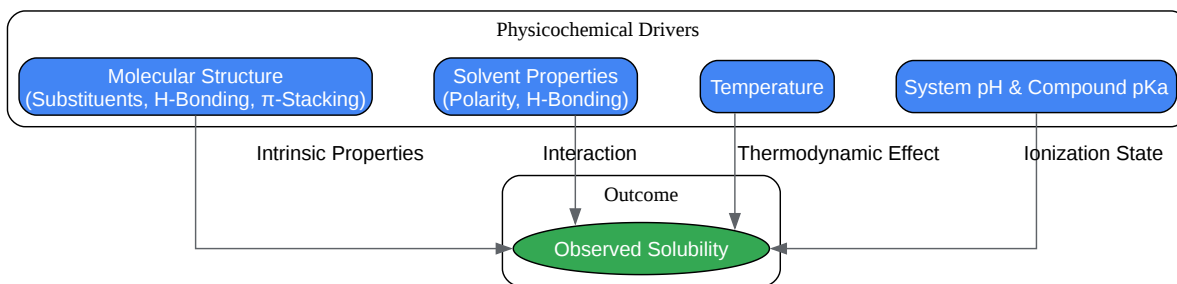 Physicochemical Drivers
Molecular Structure
(Substituents, H-Bonding, π-Stacking)
Solvent Properties
(Polarity, H-Bonding)
Temperature
System pH & Compound pKa
Intrinsic Properties
Interaction
Thermodynamic Effect
Ionization State
Outcome
Observed Solubility